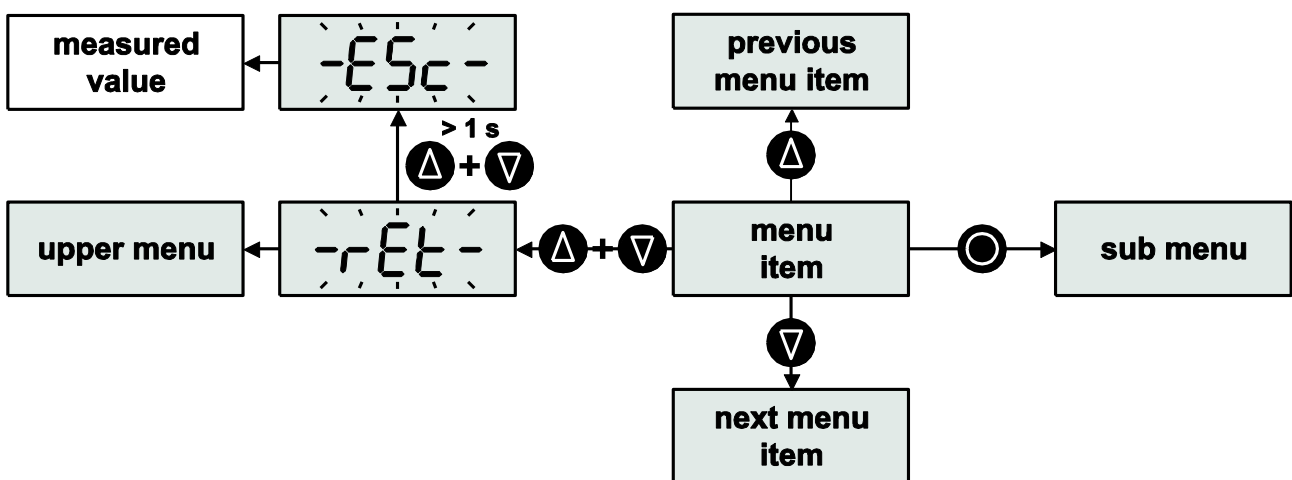 measured
value
-ESc-
previous
menu item
> 1 s
+
upper menu
-rEt-
+
menu
item
sub menu
next menu
item